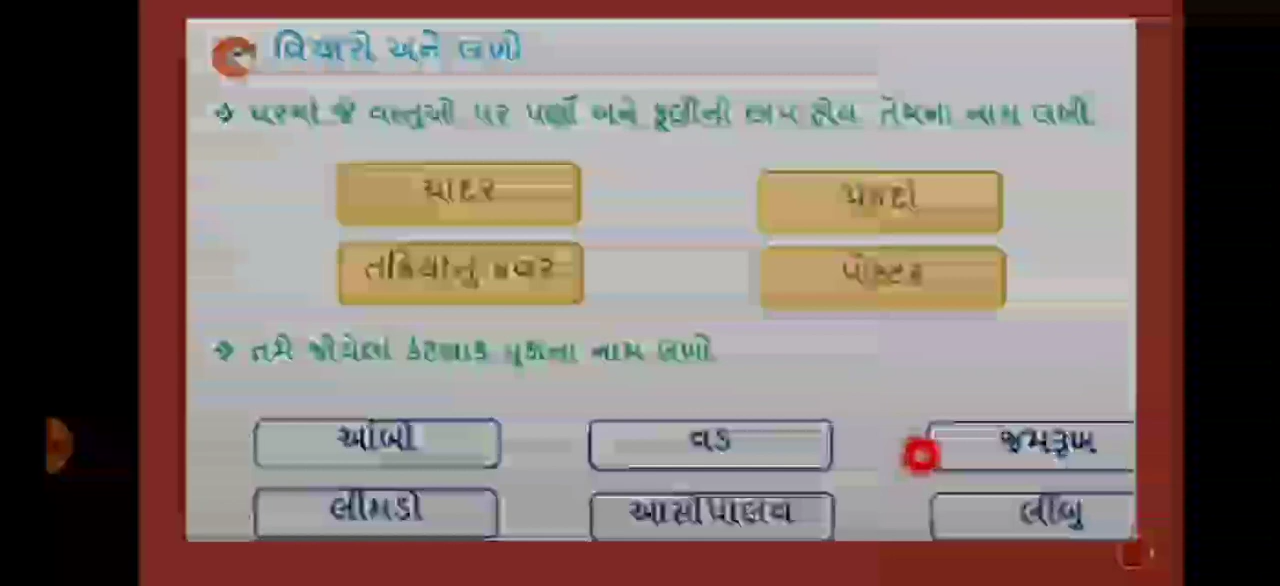 વિચારો અને લખો
ઘરમાં જે વસ્તુઓ પર પર્ણો અને ફૂલોની છાપ હોય તેમના નામ લખો.
ચાદર
પડદો
તકિયાનું કવર
પોસ્ટર
તમે જોયેલાં કેટલાક વૃક્ષના નામ લખો
આંબો વડ જમરૂખ
લીમડો આસોપાલવ લીંબુ